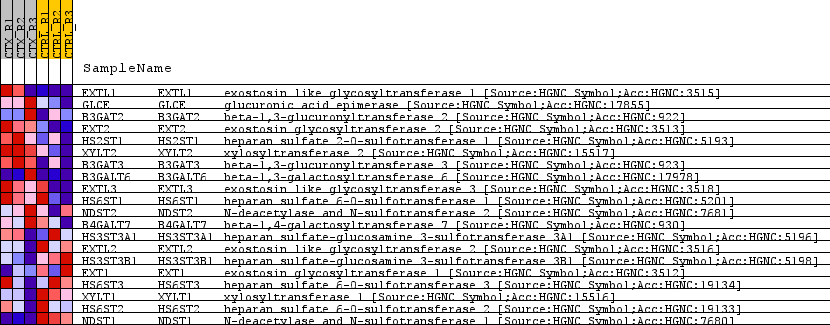 CTX_R1 CTX_R2 CTX_R3 CTRL_R1 CTRL_R2 CTRL_R3
SampleName
EXTL1 EXTL1 exostosin like glycosyltransferase 1 [Source:HGNC Symbol;Acc:HGNC:3515]
GLCE GLCE glucuronic acid epimerase [Source:HGNC Symbol;Acc:HGNC:17855]
B3GAT2 B3GAT2 beta-1,3-glucuronyltransferase 2 [Source:HGNC Symbol;Acc:HGNC:922]
EXT2 EXT2 exostosin glycosyltransferase 2 [Source:HGNC Symbol;Acc:HGNC:3513]
HS2ST1 HS2ST1 heparan sulfate 2-O-sulfotransferase 1 [Source:HGNC Symbol;Acc:HGNC:5193]
XYLT2 XYLT2 xylosyltransferase 2 [Source:HGNC Symbol;Acc:HGNC:15517]
B3GAT3 B3GAT3 beta-1,3-glucuronyltransferase 3 [Source:HGNC Symbol;Acc:HGNC:923]
B3GALT6 B3GALT6 beta-1,3-galactosyltransferase 6 [Source:HGNC Symbol;Acc:HGNC:17978]
EXTL3 EXTL3 exostosin like glycosyltransferase 3 [Source:HGNC Symbol;Acc:HGNC:3518]
HS6ST1 HS6ST1 heparan sulfate 6-O-sulfotransferase 1 [Source:HGNC Symbol;Acc:HGNC:5201]
NDST2 NDST2 N-deacetylase and N-sulfotransferase 2 [Source:HGNC Symbol;Acc:HGNC:7681]
B4GALT7 B4GALT7 beta-1,4-galactosyltransferase 7 [Source:HGNC Symbol;Acc:HGNC:930]
HS3ST3A1 HS3ST3A1 heparan sulfate-glucosamine 3-sulfotransferase 3A1 [Source:HGNC Symbol;Acc:HGNC:5196]
EXTL2 EXTL2 exostosin like glycosyltransferase 2 [Source:HGNC Symbol;Acc:HGNC:3516]
HS3ST3B1 HS3ST3B1 heparan sulfate-glucosamine 3-sulfotransferase 3B1 [Source:HGNC Symbol;Acc:HGNC:5198]
EXT1 EXT1 exostosin glycosyltransferase 1 [Source:HGNC Symbol;Acc:HGNC:3512]
HS6ST3 HS6ST3 heparan sulfate 6-O-sulfotransferase 3 [Source:HGNC Symbol;Acc:HGNC:19134]
XYLT1 XYLT1 xylosyltransferase 1 [Source:HGNC Symbol;Acc:HGNC:15516]
HS6ST2 HS6ST2 heparan sulfate 6-O-sulfotransferase 2 [Source:HGNC Symbol;Acc:HGNC:19133]
NDST1 NDST1 N-deacetylase and N-sulfotransferase 1 [Source:HGNC Symbol;Acc:HGNC:7680]